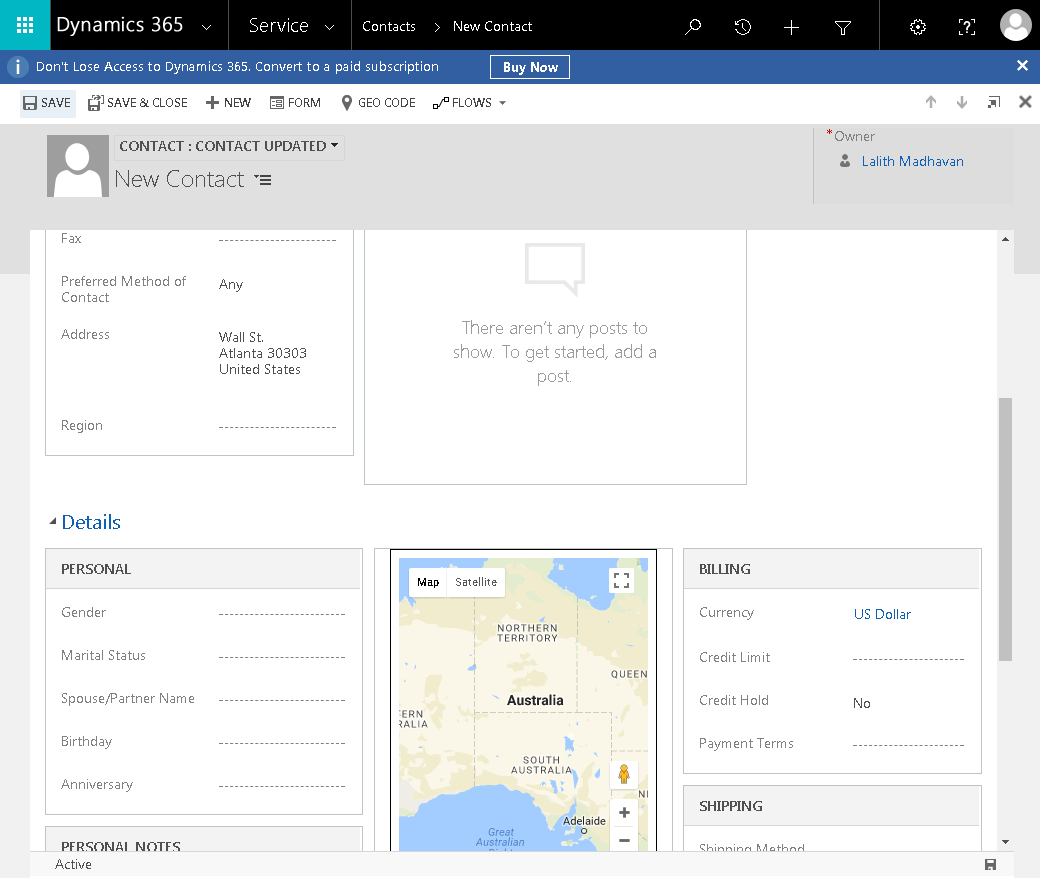 Dynamics 365 Service Contacts > New Contact
Don't Lose Access to Dynamics 365. Convert to a paid subscription Buy Now
SAVE SAVE & CLOSE NEW FORM GEO CODE FLOWS
CONTACT : CONTACT UPDATED
New Contact
*Owner
Lalith Madhavan
Fax
Preferred Method of
Contact
Any
Address
Wall St.
Atlanta 30303
United States
Region
There aren't any posts to
show. To get started, add a
post.
Details
PERSONAL
Gender
Marital Status
Spouse/Partner Name
Birthday
Anniversary
PERSONAL NOTES
Map Satellite
NORTHERN
TERRITORY
QUEEN
Australia
ERN
RALIA
SOUTH
AUSTRALIA
NI
Adelaide
Great
Australian
BILLING
Currency US Dollar
Credit Limit
Credit Hold No
Payment Terms
SHIPPING
Shipping Method
Active